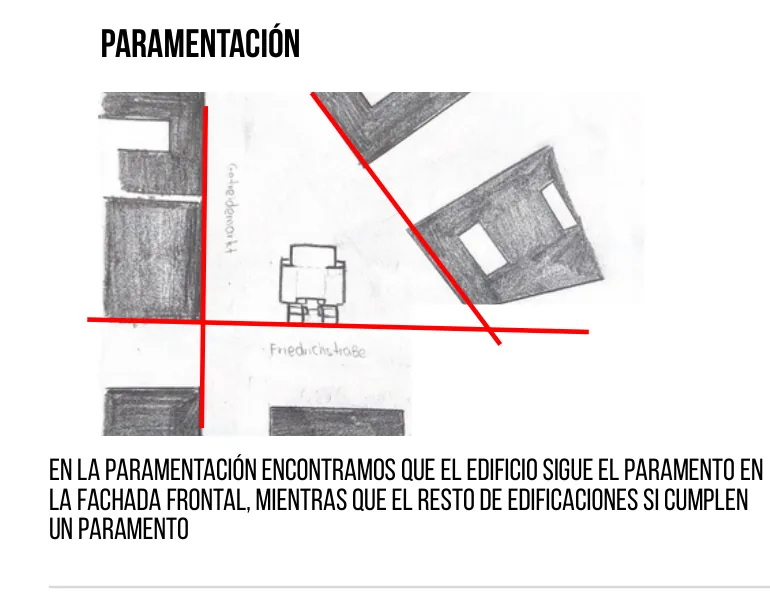 PARAMENTACIÓN
Getreidemarkt
Friedrichstraße
EN LA PARAMENTACIÓN ENCONTRAMOS QUE EL EDIFICIO SIGUE EL PARAMENTO EN
LA FACHADA FRONTAL, MIENTRAS QUE EL RESTO DE EDIFICACIONES SI CUMPLEN
UN PARAMENTO